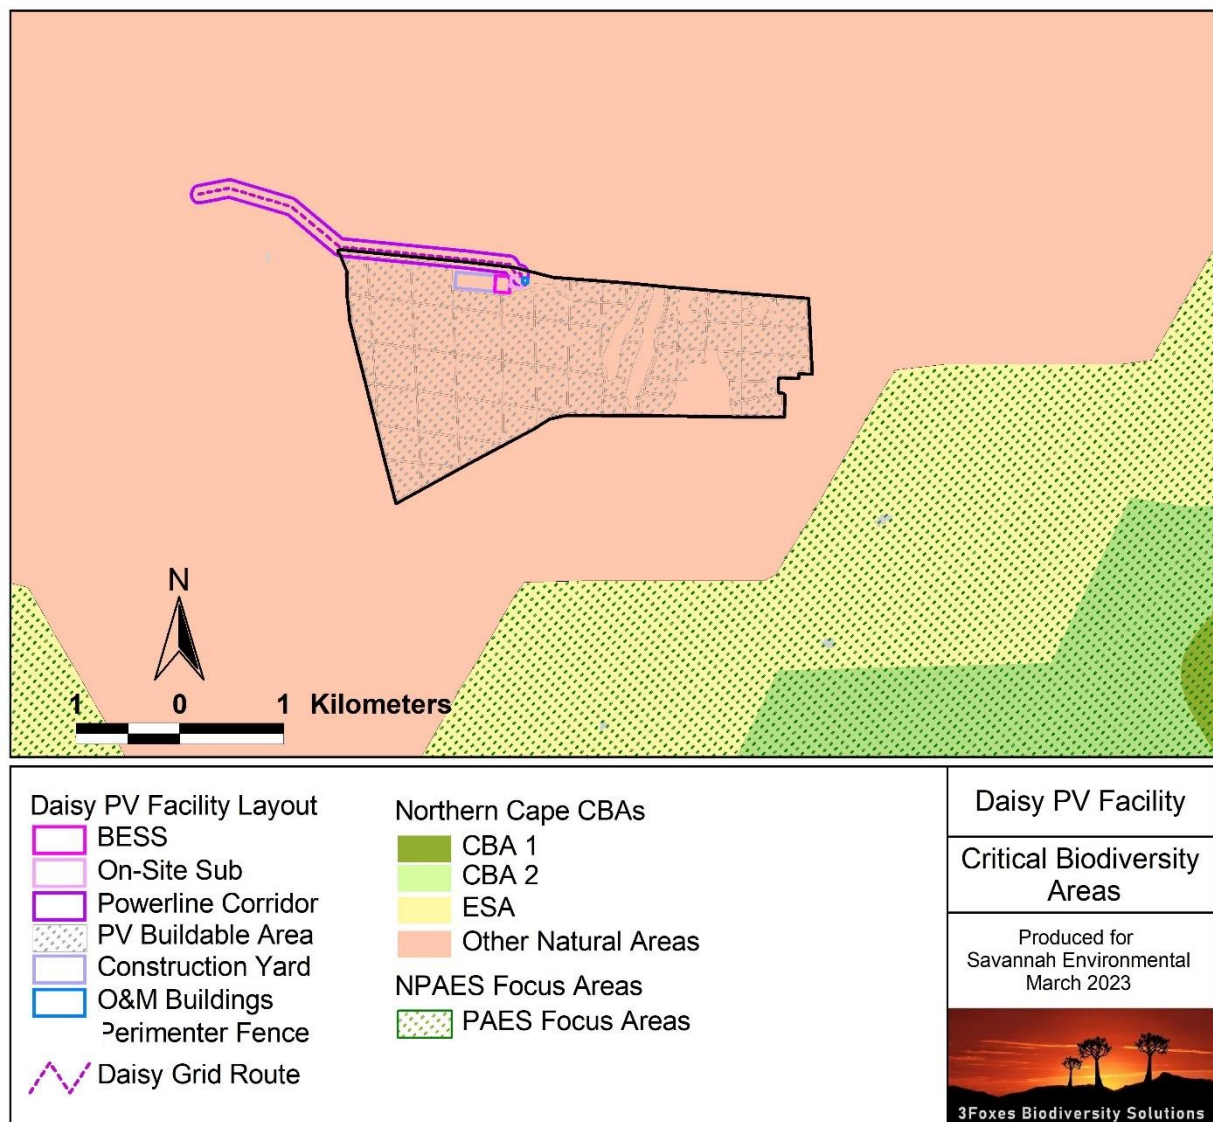 N
1 0 1 Kilometers
Daisy PV Facility Layout
BESS
On-Site Sub
Powerline Corridor
PV Buildable Area
Construction Yard
O&M Buildings
Perimenter Fence
Daisy Grid Route
Northern Cape CBAs
CBA 1
CBA 2
ESA
Other Natural Areas
NPAES Focus Areas
PAES Focus Areas
Daisy PV Facility
Critical Biodiversity
Areas
Produced for
Savannah Environmental
March 2023
3Foxes Biodiversity Solutions